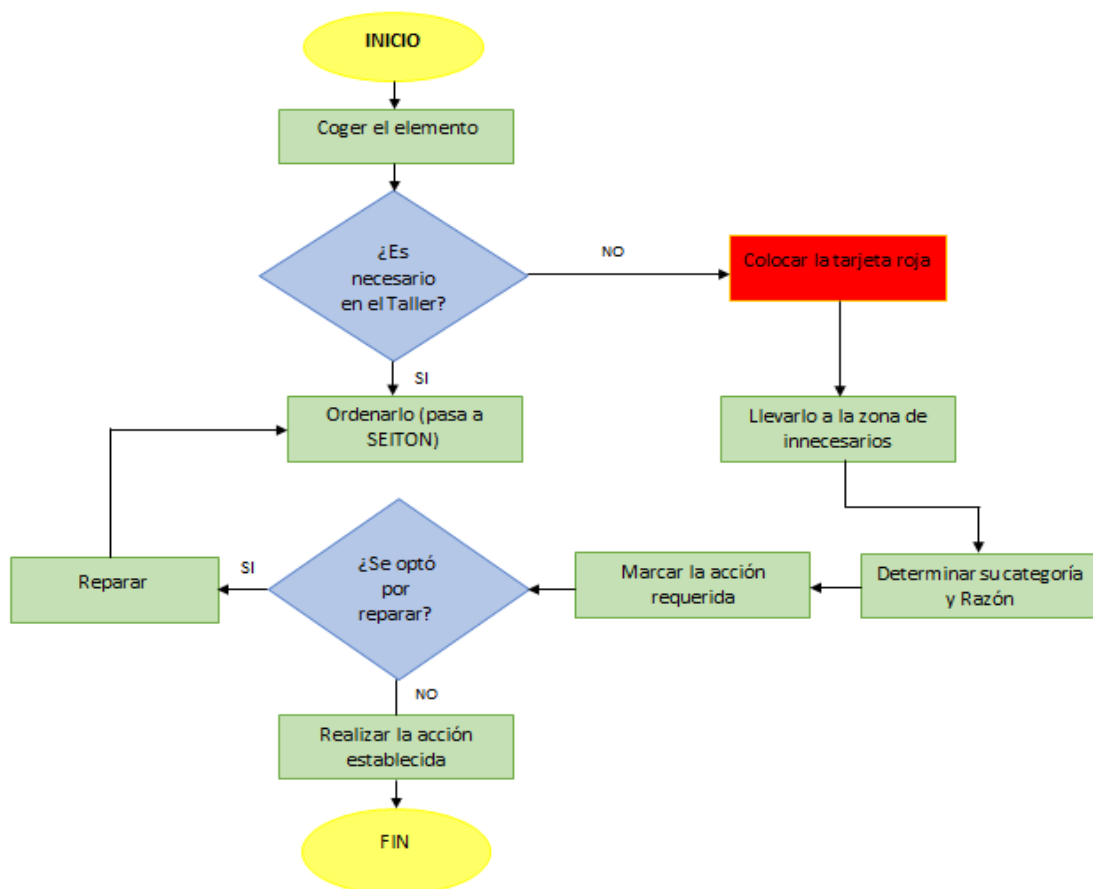 INICIO
Coger el elemento
¿Es
necesario
en el Taller?
NO
Colocar la tarjeta roja
SI
Ordenarlo (pasa a
SEITON)
Llevarlo a la zona de
innecesarios
Determinar su categoría
y Razón
Marcar la acción
requerida
¿Se optó
por
reparar?
SI
Reparar
NO
Realizar la acción
establecida
FIN